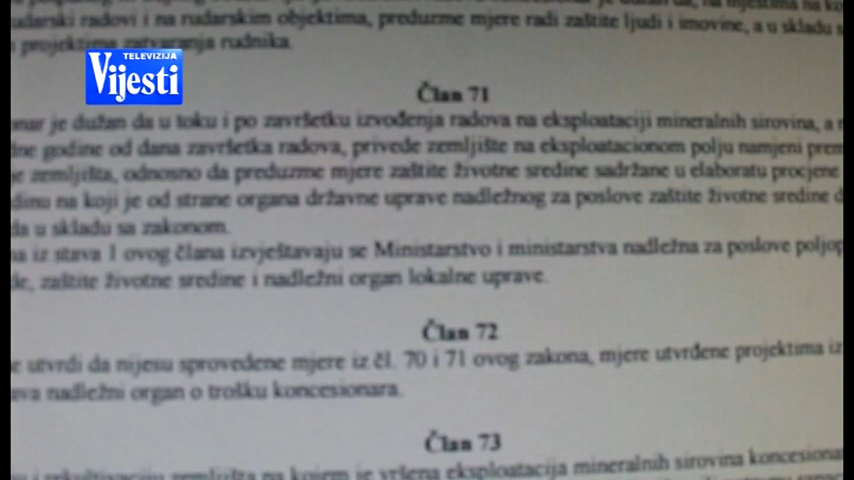 rudarski radovi i na rudarskim objektima, preduzme mjere radi zaštite ljudi i imovine, a u skladu s
projektima zatvaranja rudnika.
TELEVIZIJA
Vijesti
Član 71
je dužan da u toku i po završetku izvođenja radova na eksploataciji mineralnih sirovina, a
godine od dana završetka radova, privede zemljište na eksploatacionom polju namjeni
zemljišta, odnosno da preduzme mjere zaštite životne sredine sadržane u elaboratu procjene
na koji je od strane organa državne uprave nadležnog za poslove zaštite životne sredine
u skladu sa zakonom.
iz stava 1 ovog člana izvještavaju se Ministarstvo i ministarstva nadležna za poslove
zaštite životne sredine i nadležni organ lokalne uprave.
Član 72
utvrdi da nijesu sprovedene mjere iz čl. 70 i 71 ovog zakona, mjere utvrđene projektima iz
nadležni organ o trošku koncesionara.
Član 73
i rekultivaciju zemljišta na kojem je vršena eksploatacija mineralnih sirovina